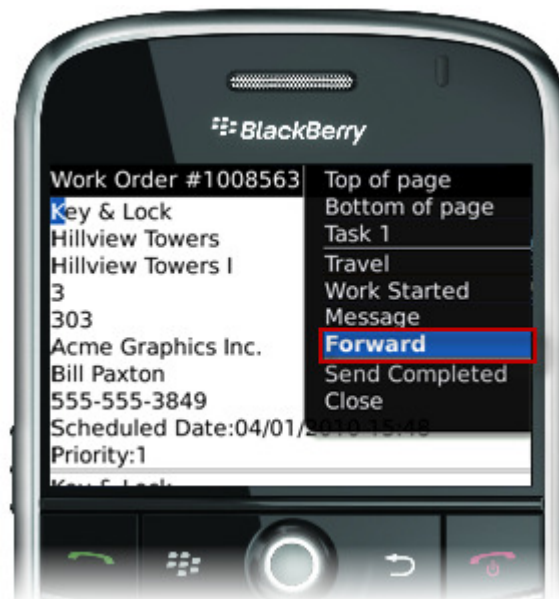 BlackBerry
Work Order #1008563
Key & Lock
Hillview Towers
Hillview Towers I
3
303
Acme Graphics Inc.
Bill Paxton
555-555-3849
Scheduled Date:04/01/2010 15:48
Priority:1
Key & Lock
Top of page
Bottom of page
Task 1
Travel
Work Started
Message
Forward
Send Completed
Close